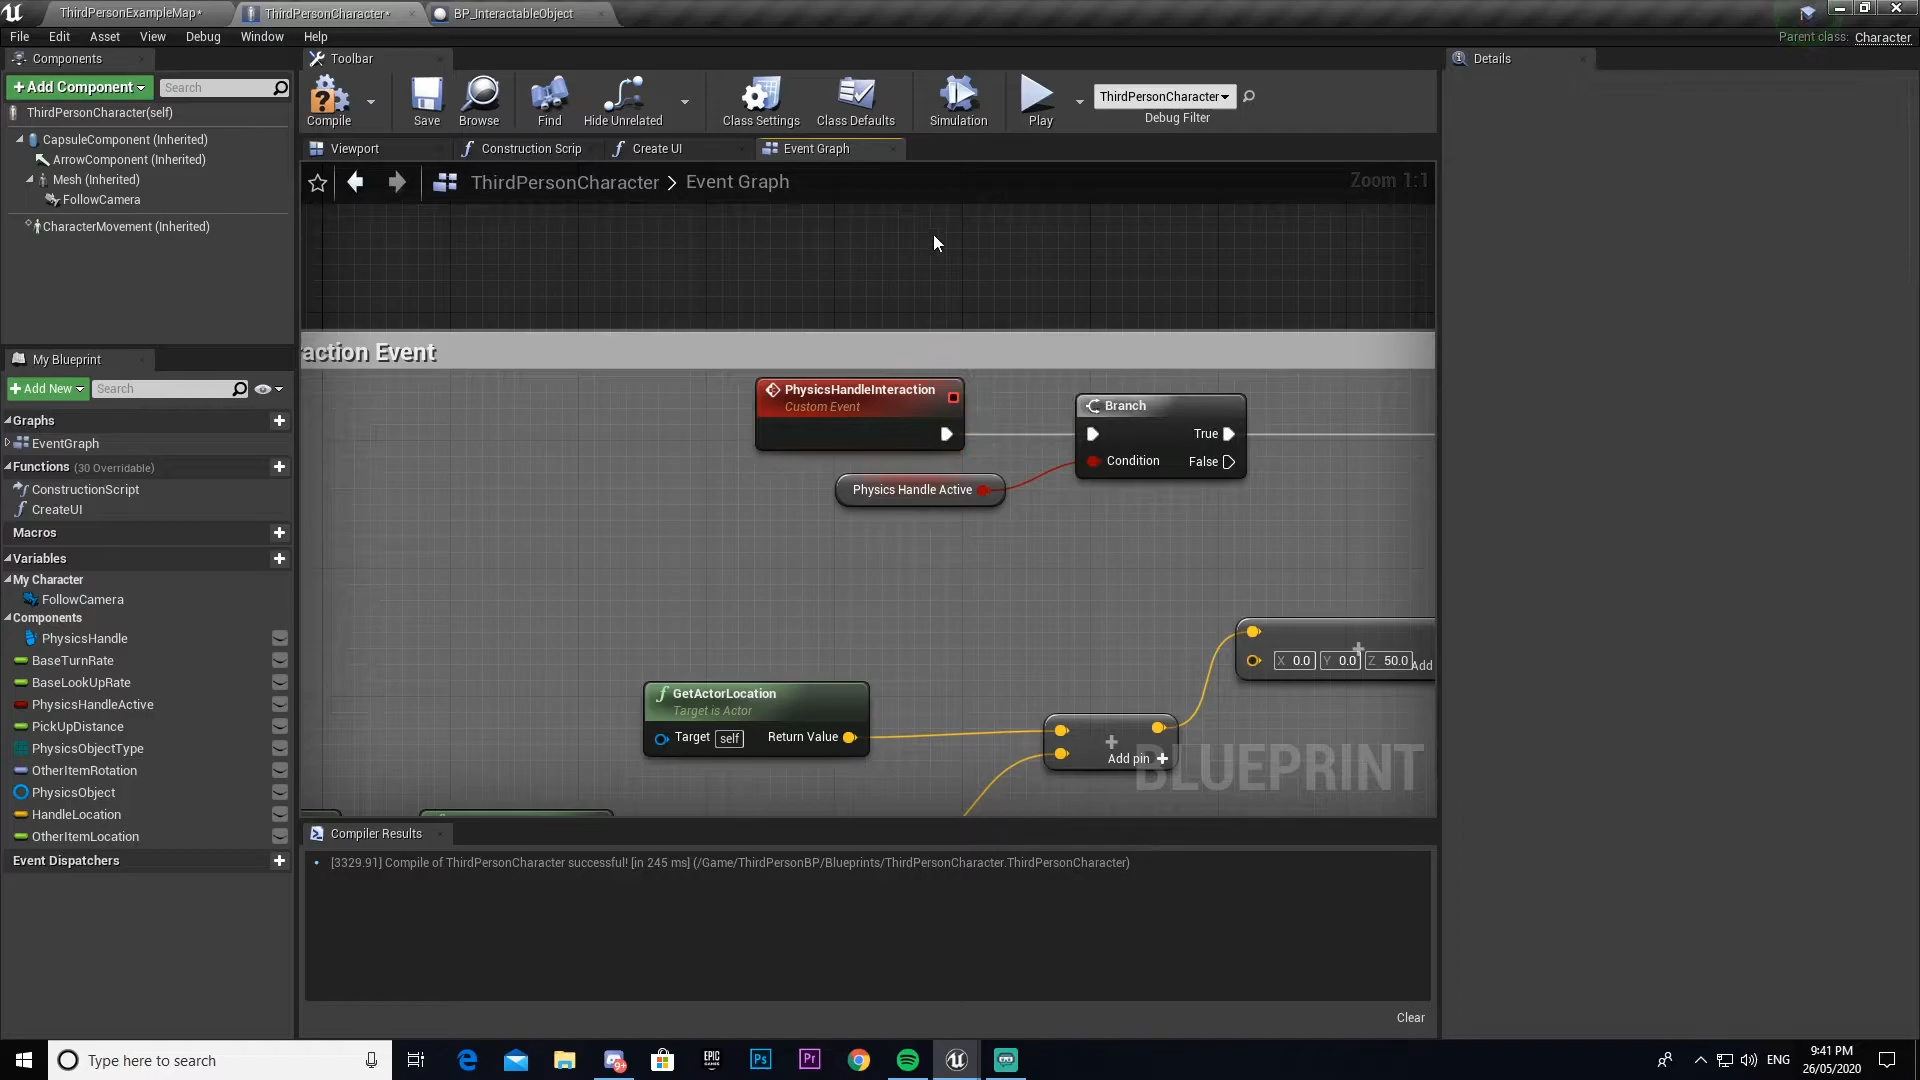 ThirdPersonExampleMap*
ThirdPersonCharacter*
BP_InteractableObject
File Edit Asset View Debug Window Help
Parent class: Character
Components
Toolbar
Details
+Add Component
Search
ThirdPersonCharacter(self)
CapsuleComponent (Inherited)
ArrowComponent (Inherited)
Mesh (Inherited)
FollowCamera
CharacterMovement (Inherited)
Compile
Save
Browse
Find
Hide Unrelated
Class Settings
Class Defaults
Simulation
Play
ThirdPersonCharacter
Debug Filter
Viewport
Construction Scrip
Create UI
Event Graph
ThirdPersonCharacter > Event Graph
Zoom 1:1
raction Event
PhysicsHandleInteraction
Custom Event
Branch
True
Condition
False
Physics Handle Active
GetActorLocation
Target is Actor
Target self
Return Value
X 0.0 Y 0.0 Z 50.0 Add
Add pin +
BLUEPRINT
My Blueprint
+Add New
Search
Graphs
EventGraph
Functions (30 Overridable)
ConstructionScript
CreateUI
Macros
Variables
My Character
FollowCamera
Components
PhysicsHandle
BaseTurnRate
BaseLookUpRate
PhysicsHandleActive
PickUpDistance
PhysicsObjectType
OtherItemRotation
PhysicsObject
HandleLocation
OtherItemLocation
Event Dispatchers
Compiler Results
[3329.91] Compile of ThirdPersonCharacter successful! [in 245 ms] (/Game/ThirdPersonBP/Blueprints/ThirdPersonCharacter.ThirdPersonCharacter)
Clear
Type here to search
9+
EPIC GAMES
Ps
Pr
ENG
9:41 PM
26/05/2020